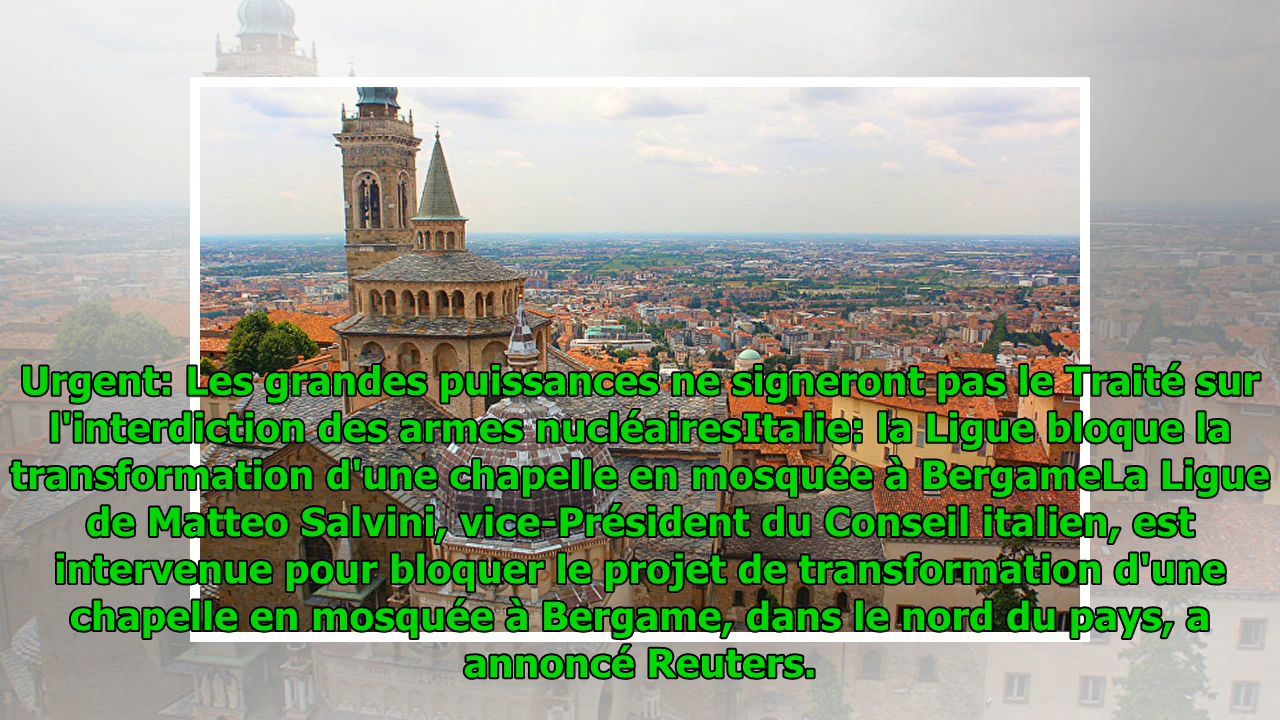 Urgent: Les grandes puissances ne signeront pas le Traité sur
l'interdiction des armes nucléairesItalie: la Ligue bloque la
transformation d'une chapelle en mosquée à BergameLa Ligue
de Matteo Salvini, vice-Président du Conseil italien, est
intervenue pour bloquer le projet de transformation d'une
chapelle en mosquée à Bergame, dans le nord du pays, a
annoncé Reuters.